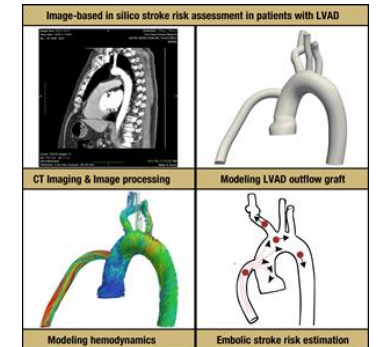 Image-based in silico stroke risk assessment in patients with LVAD
CT Imaging & Image processing
Modeling LVAD outflow graft
Modeling hemodynamics
Embolic stroke risk estimation